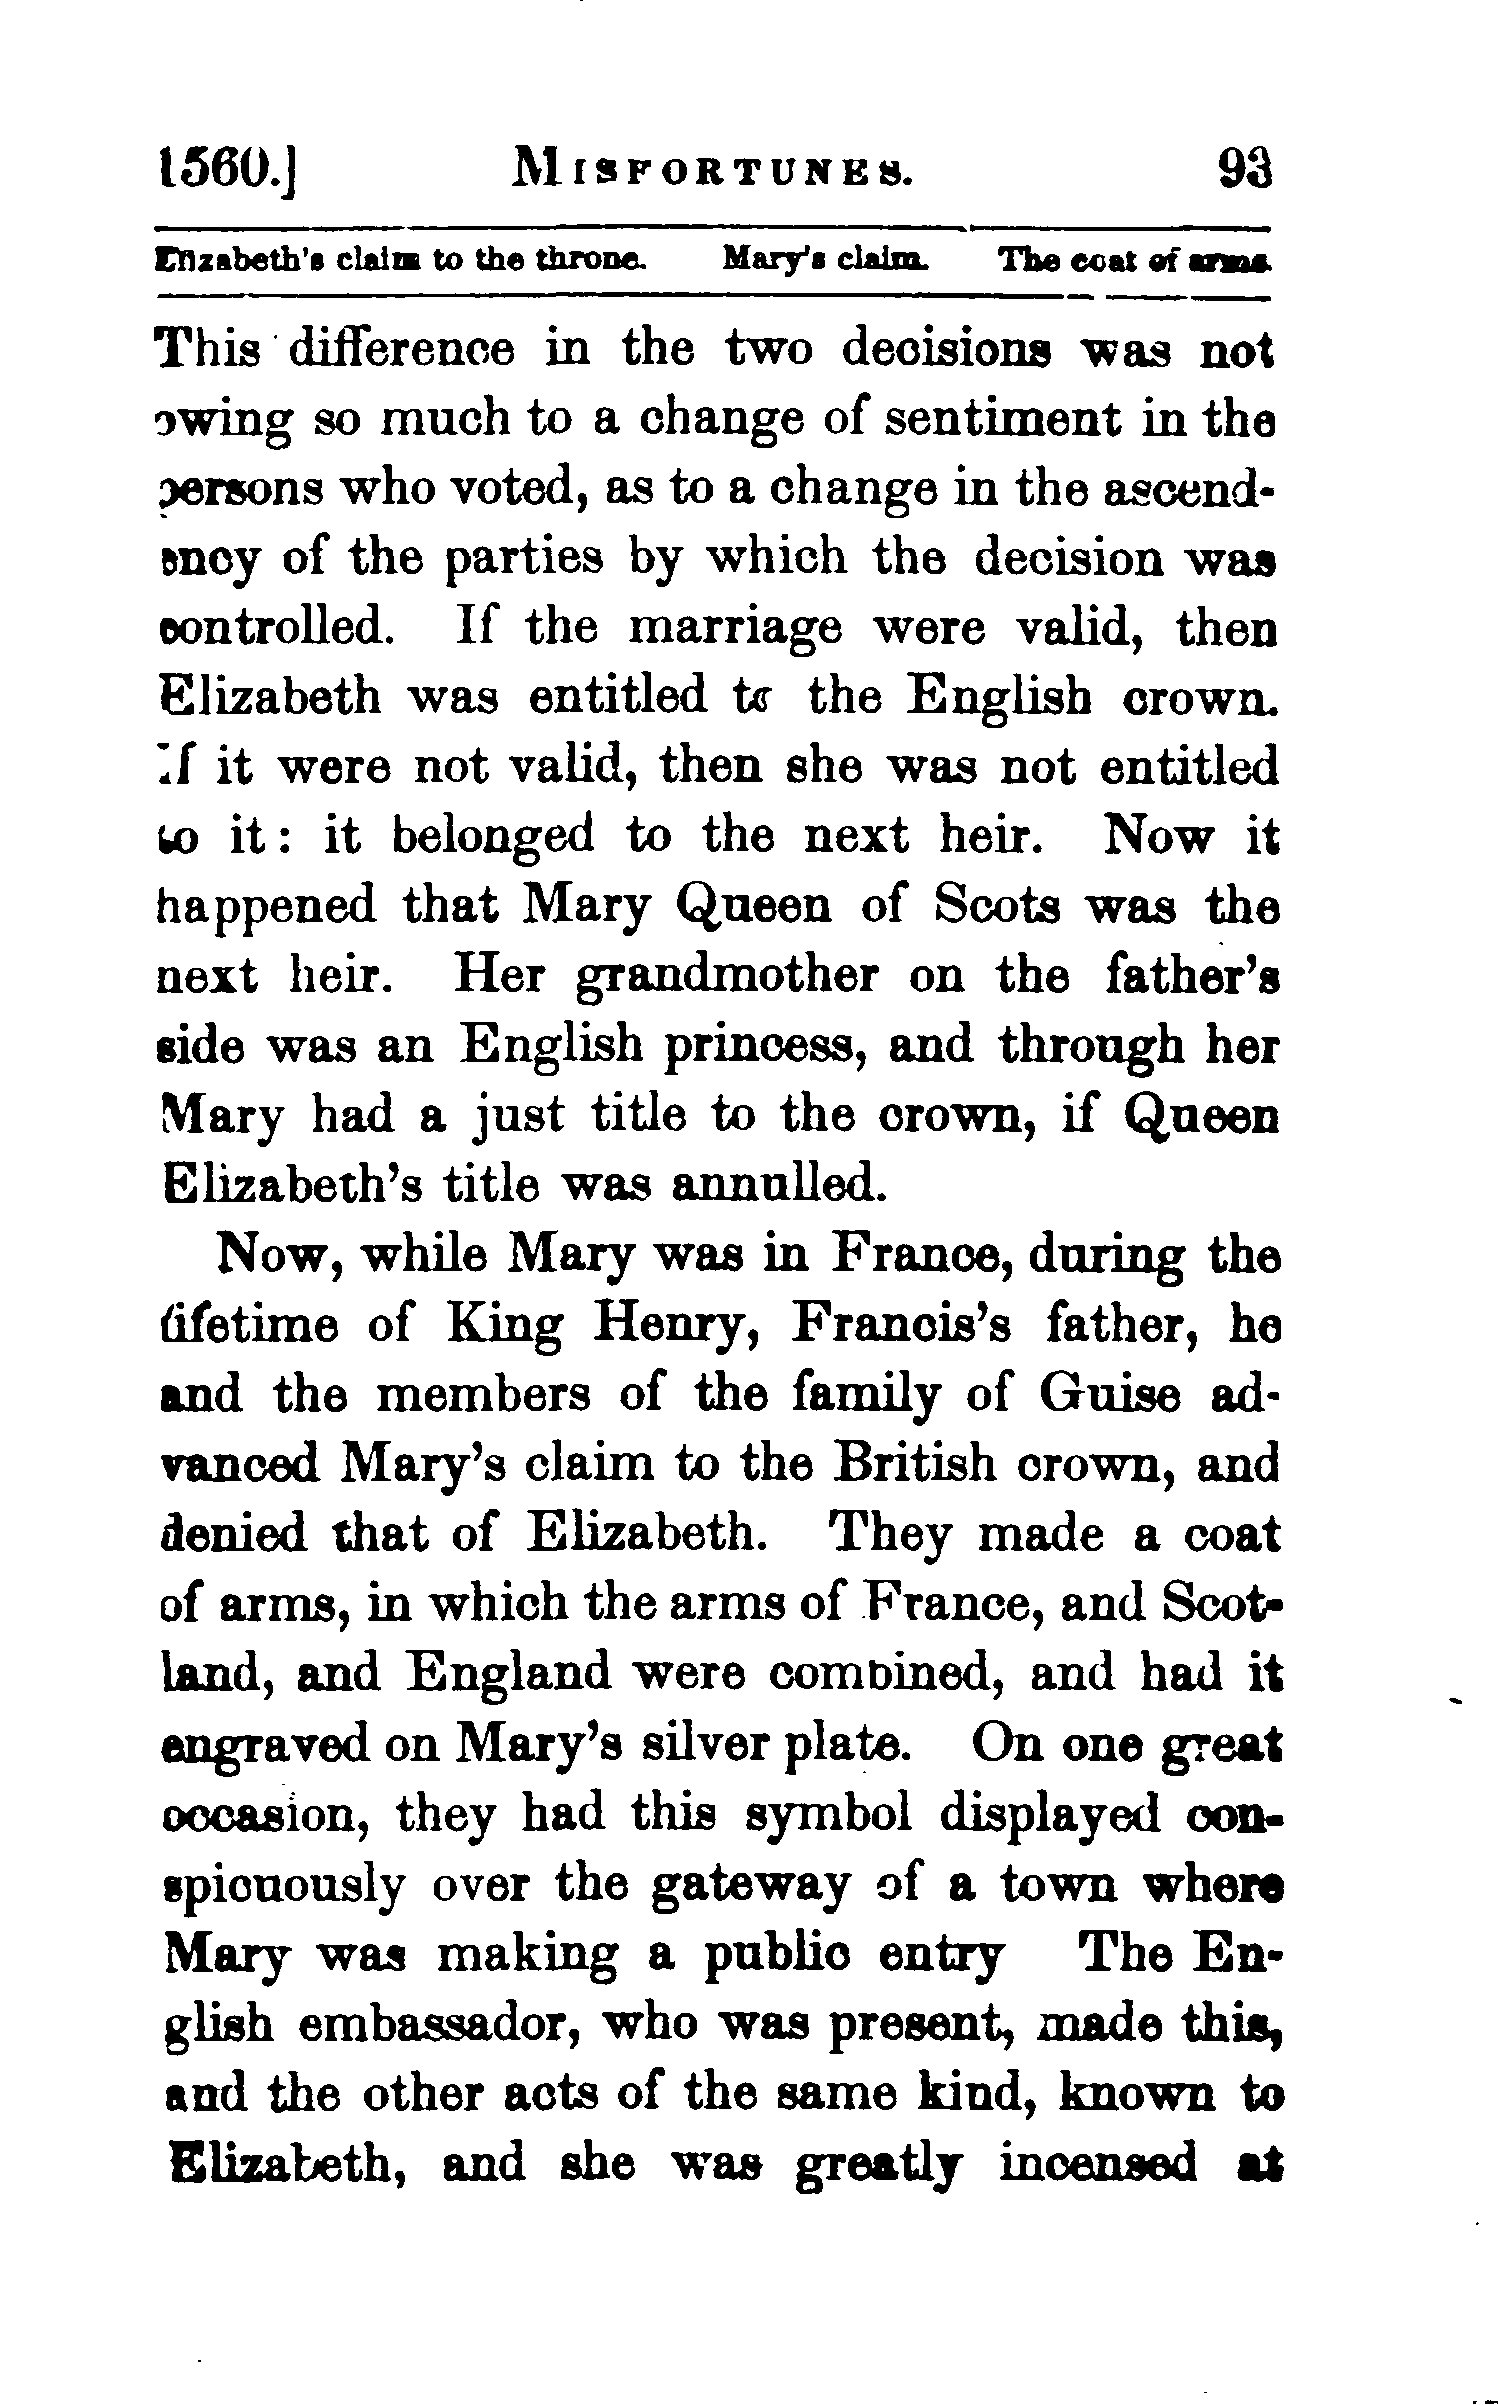 1560.] Misfortunes. 93
Elizabeth's claim to the throne. Mary's claim. The coat of arms.
This difference in the two decisions was not
owing so much to a change of sentiment in the
persons who voted, as to a change in the ascend-
ency of the parties by which the decision was
controlled. If the marriage were valid, then
Elizabeth was entitled to the English crown.
If it were not valid, then she was not entitled
to it: it belonged to the next heir. Now it
happened that Mary Queen of Scots was the
next heir. Her grandmother on the father's
side was an English princess, and through her
Mary had a just title to the crown, if Queen
Elizabeth's title was annulled.
Now, while Mary was in France, during the
lifetime of King Henry, Francis's father, he
and the members of the family of Guise ad-
vanced Mary's claim to the British crown, and
denied that of Elizabeth. They made a coat
of arms, in which the arms of France, and Scot-
land, and England were combined, and had it
engraved on Mary's silver plate. On one great
occasion, they had this symbol displayed con-
spicuously over the gateway of a town where
Mary was making a public entry The En-
glish embassador, who was present, made this,
and the other acts of the same kind, known to
Elizabeth, and she was greatly incensed at